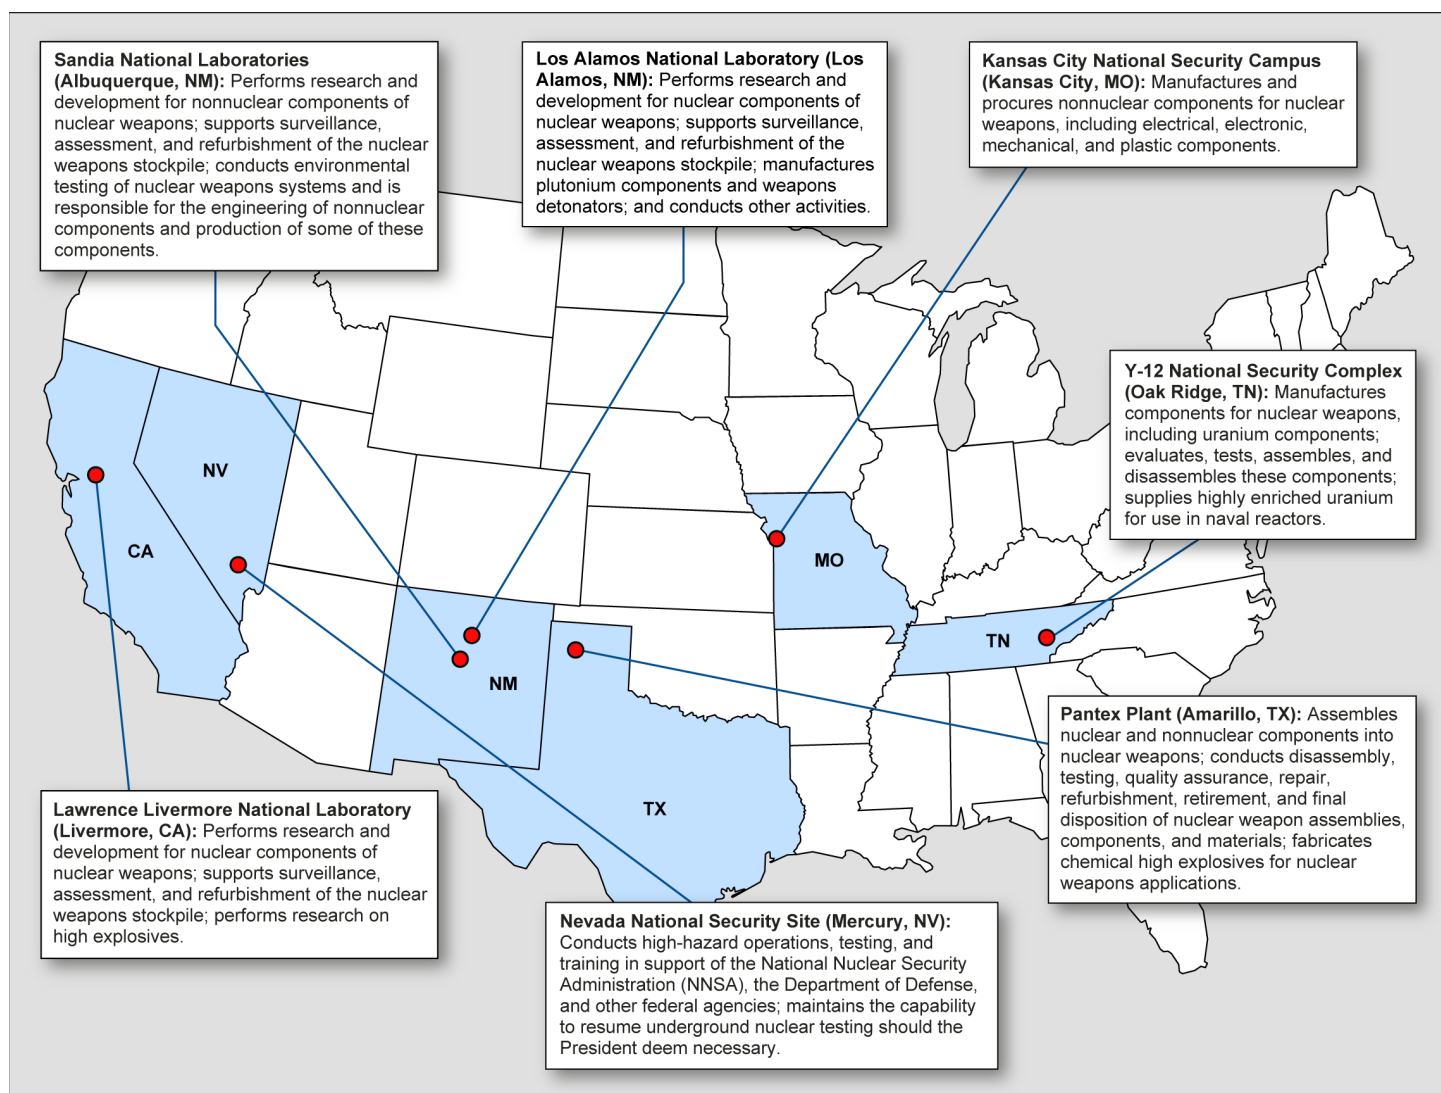 Sandia National Laboratories
(Albuquerque, NM): Performs research and
development for nonnuclear components of
nuclear weapons; supports surveillance,
assessment, and refurbishment of the nuclear
weapons stockpile; conducts environmental
testing of nuclear weapons systems and is
responsible for the engineering of nonnuclear
components and production of some of these
components.
Los Alamos National Laboratory (Los
Alamos, NM): Performs research and
development for nuclear components of
nuclear weapons; supports surveillance,
assessment, and refurbishment of the
nuclear weapons stockpile; manufactures
plutonium components and weapons
detonators; and conducts other activities.
Kansas City National Security Campus
(Kansas City, MO): Manufactures and
procures nonnuclear components for nuclear
weapons, including electrical, electronic,
mechanical, and plastic components.
Y-12 National Security Complex
(Oak Ridge, TN): Manufactures
components for nuclear weapons,
including uranium components;
evaluates, tests, assembles, and
disassembles these components;
supplies highly enriched uranium
for use in naval reactors.
NV
CA
MO
TN
NM
TX
Pantex Plant (Amarillo, TX): Assembles
nuclear and nonnuclear components into
nuclear weapons; conducts disassembly,
testing, quality assurance, repair,
refurbishment, retirement, and final
disposition of nuclear weapon assemblies,
components, and materials; fabricates
chemical high explosives for nuclear
weapons applications.
Lawrence Livermore National Laboratory
(Livermore, CA): Performs research and
development for nuclear components of
nuclear weapons; supports surveillance,
assessment, and refurbishment of the nuclear
weapons stockpile; performs research on
high explosives.
Nevada National Security Site (Mercury, NV):
Conducts high-hazard operations, testing, and
training in support of the National Nuclear Security
Administration (NNSA), the Department of Defense,
and other federal agencies; maintains the capability
to resume underground nuclear testing should the
President deem necessary.